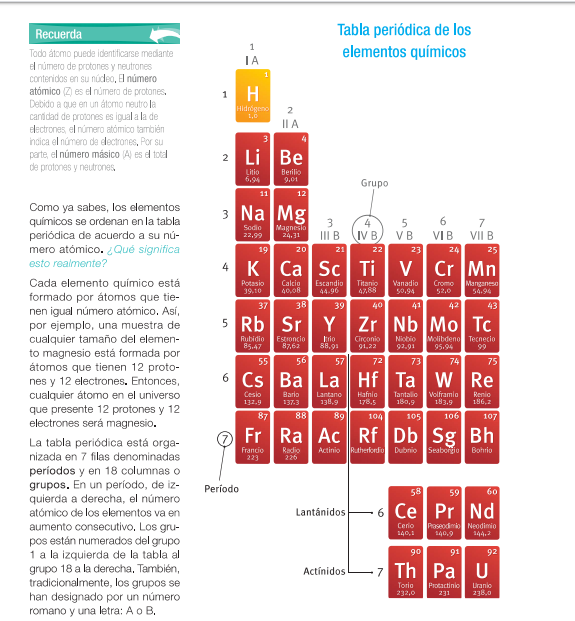 Recuerda
Todo átomo puede identificarse mediante
el número de protones y neutrones
contenidos en su núcleo. El número
atómico (Z) es el número de protones.
Debido a que en un átomo neutro la
cantidad de protones es igual a la de
electrones, el número atómico también
indica el número de electrones. Por su
parte, el número másico (A) es el total
de protones y neutrones.
Como ya sabes, los elementos
químicos se ordenan en la tabla
periódica de acuerdo a su nú-
mero atómico. ¿Qué significa
esto realmente?
Cada elemento químico está
formado por átomos que tie-
nen igual número atómico. Así,
por ejemplo, una muestra de
cualquier tamaño del elemen-
to magnesio está formada por
átomos que tienen 12 proto-
nes y 12 electrones. Entonces,
cualquier átomo en el universo
que presente 12 protones y 12
electrones será magnesio.
La tabla periódica está orga-
nizada en 7 filas denominadas
períodos y en 18 columnas o
grupos. En un período, de iz-
quierda a derecha, el número
atómico de los elementos va en
aumento consecutivo. Los gru-
pos están numerados del grupo
1 a la izquierda de la tabla al
grupo 18 a la derecha. También,
tradicionalmente, los grupos se
han designado por un número
romano y una letra: A o B.
Tabla periódica de los
elementos químicos
1
I A
1
1
H
Hidrógeno
1,0
2
II A
2
3 4
Li Be
Litio Berilio
6,94 9,01
Grupo
3
11 12
Na Mg
Sodio Magnesio
22,99 24,31
3 4 5 6 7
III B IV B V B VI B VII B
4
19 20 21 22 23 24 25
K Ca Sc Ti V Cr Mn
Potasio Calcio Escandio Titanio Vanadio Cromo Manganeso
39,10 40,08 44,96 47,88 50,94 52,0 54,94
5
37 38 39 40 41 42 43
Rb Sr Y Zr Nb Mo Tc
Rubidio Estroncio Itrio Circonio Niobio Molibdeno Tecnecio
85,47 87,62 88,91 91,22 92,91 95,94 99
6
55 56 57 72 73 74 75
Cs Ba La Hf Ta W Re
Cesio Bario Lantano Hafnio Tantalio Wolframio Renio
132,9 137,3 138,9 178,5 180,9 183,9 186,2
7
87 88 89 104 105 106 107
Fr Ra Ac Rf Db Sg Bh
Francio Radio Actinio Rutherfordio Dubnio Seaborgio Bohrio
223 226
Período
Lantánidos 6
58 59 60
Ce Pr Nd
Cerio Praseodimio Neodimio
140,1 140,9 144,2
Actínidos 7
90 91 92
Th Pa U
Torio Protactinio Uranio
232,0 231 238,0